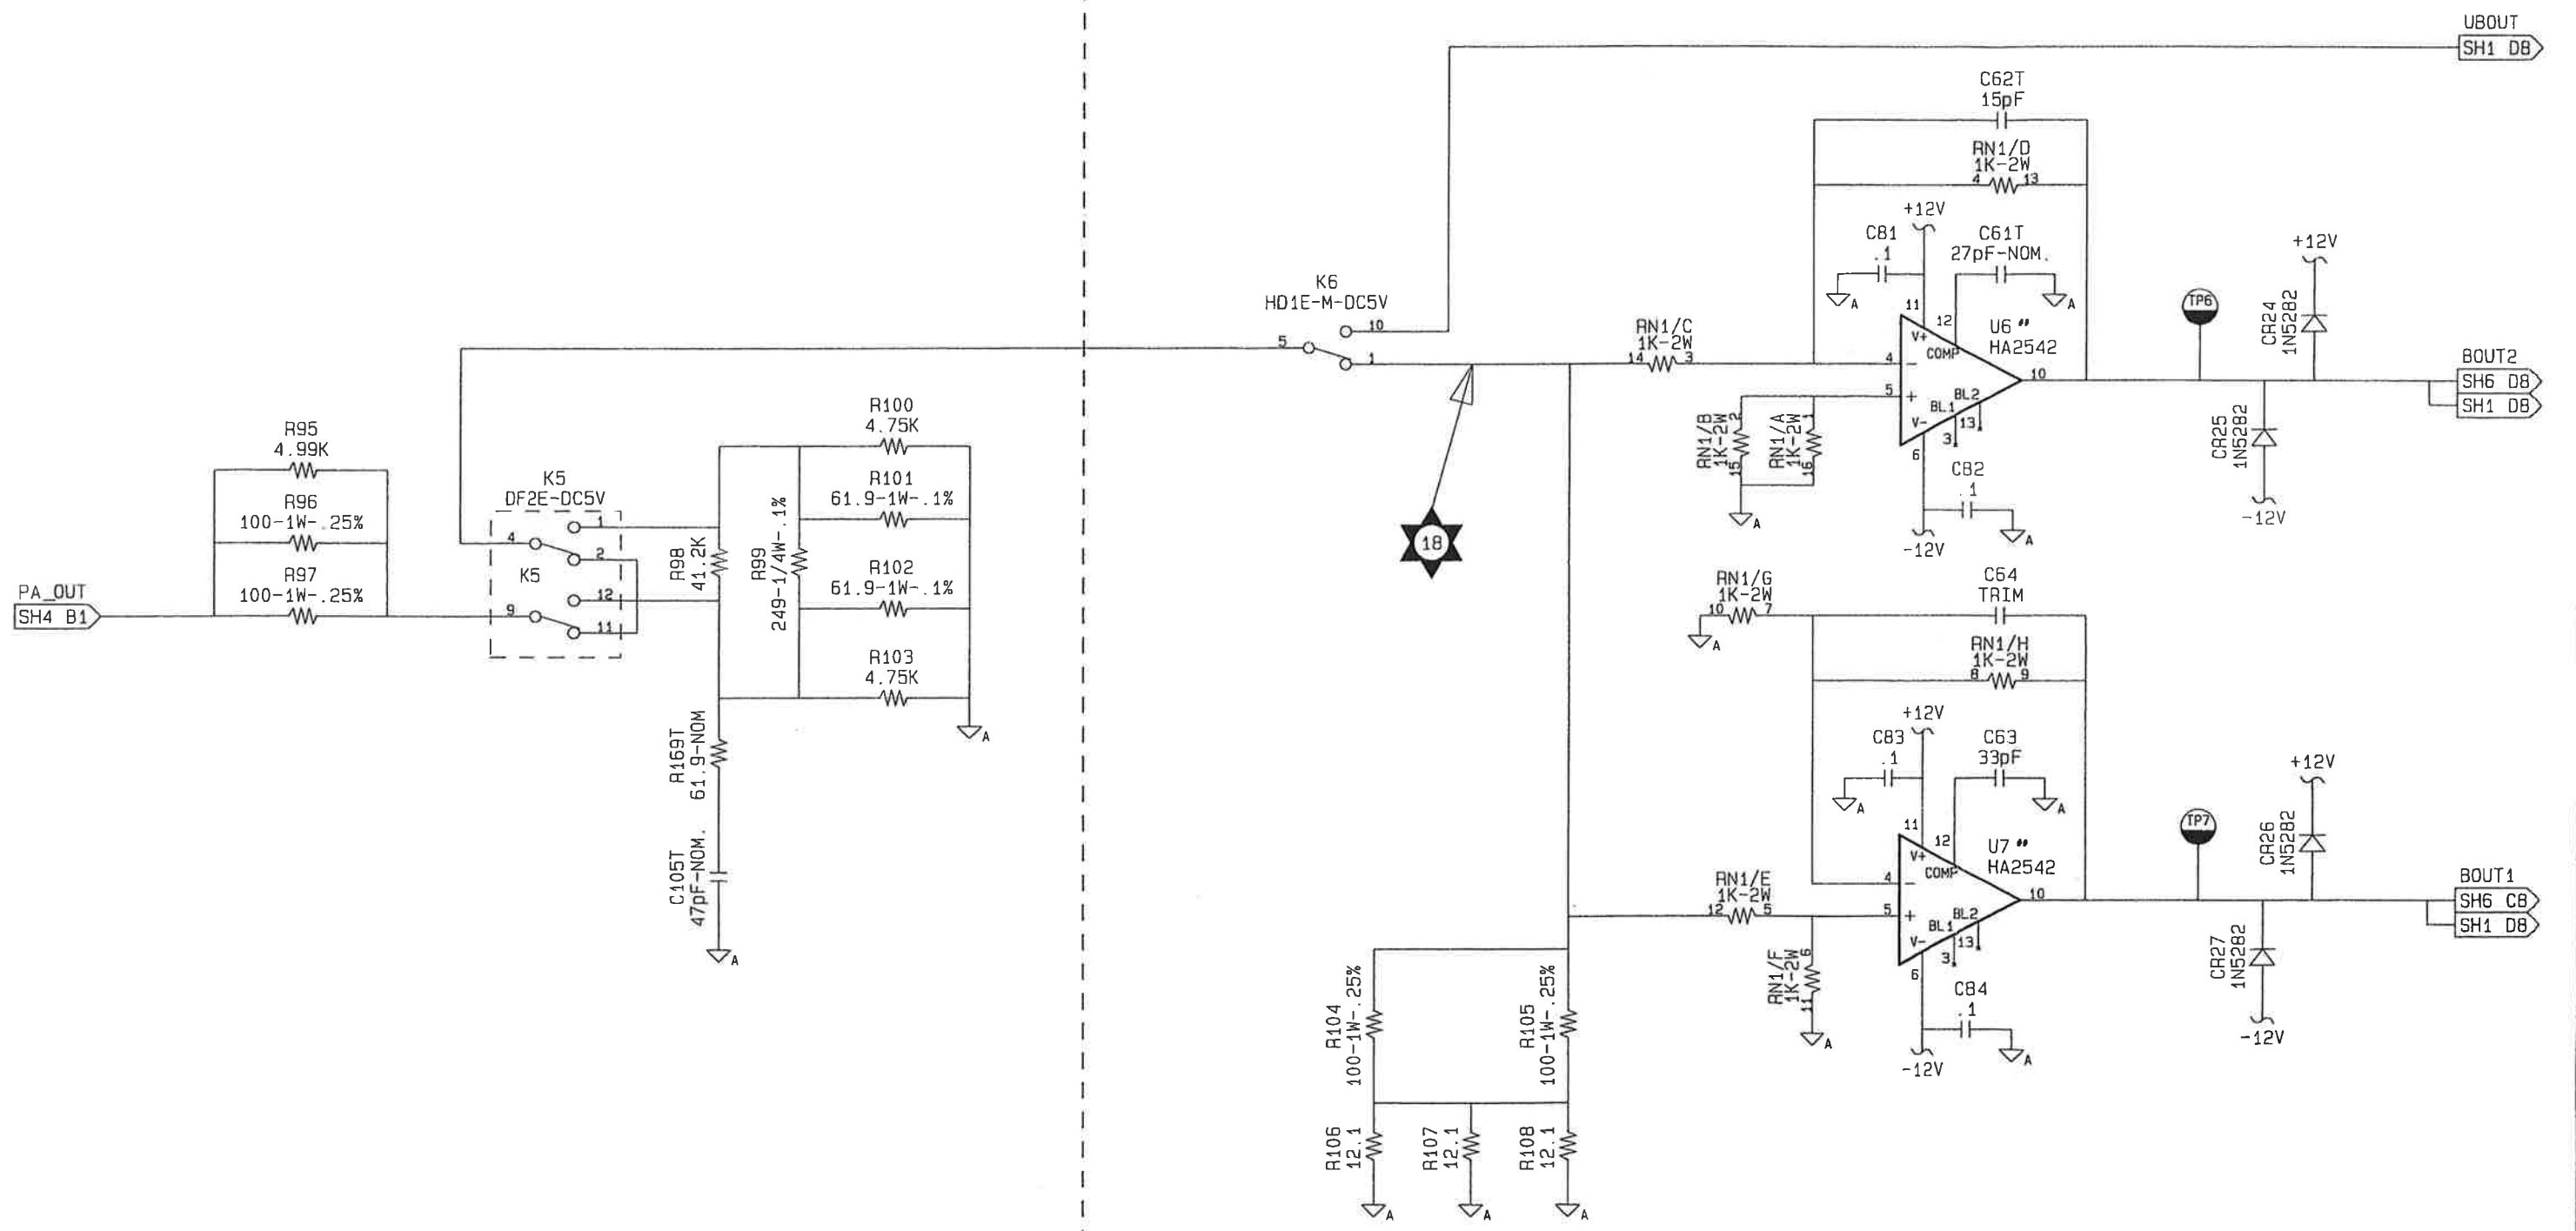 UBOUT
SH1 D8
C62T
15pF
RN1/D
1K-2W
4 13
+12V
C81
.1
C61T
27pF-NOM.
A
A
11
12
V+
COMP
U6 "
HA2542
4
-
5
+
BL1
BL2
V-
13
3
6
10
TP6
+12V
CR24
1N5282
BOUT2
SH6 D8
SH1 D8
CR25
1N5282
-12V
C82
.1
A
-12V
K6
HD1E-M-DC5V
5
10
1
RN1/C
1K-2W
14 3
RN1/B
1K-2W
2
15
RN1/A
1K-2W
1
16
A
18
R95
4.99K
R96
100-1W-.25%
R97
100-1W-.25%
PA_OUT
SH4 B1
K5
DF2E-DC5V
1
4
2
K5
12
9
11
R98
41.2K
R99
249-1/4W-.1%
R100
4.75K
R101
61.9-1W-.1%
R102
61.9-1W-.1%
R103
4.75K
A
R169T
61.9-NOM
C105T
47pF-NOM.
A
RN1/G
1K-2W
10 7
A
C64
TRIM
RN1/H
1K-2W
8 9
+12V
C83
.1
C63
33pF
A
A
11
12
V+
COMP
U7 "
HA2542
4
-
5
+
BL1
BL2
V-
13
3
6
10
TP7
+12V
CR26
1N5282
BOUT1
SH6 C8
SH1 D8
CR27
1N5282
-12V
C84
.1
A
-12V
RN1/E
1K-2W
12 5
RN1/F
1K-2W
6
11
A
R104
100-1W-.25%
R105
100-1W-.25%
R106
12.1
R107
12.1
R108
12.1
A
A
A